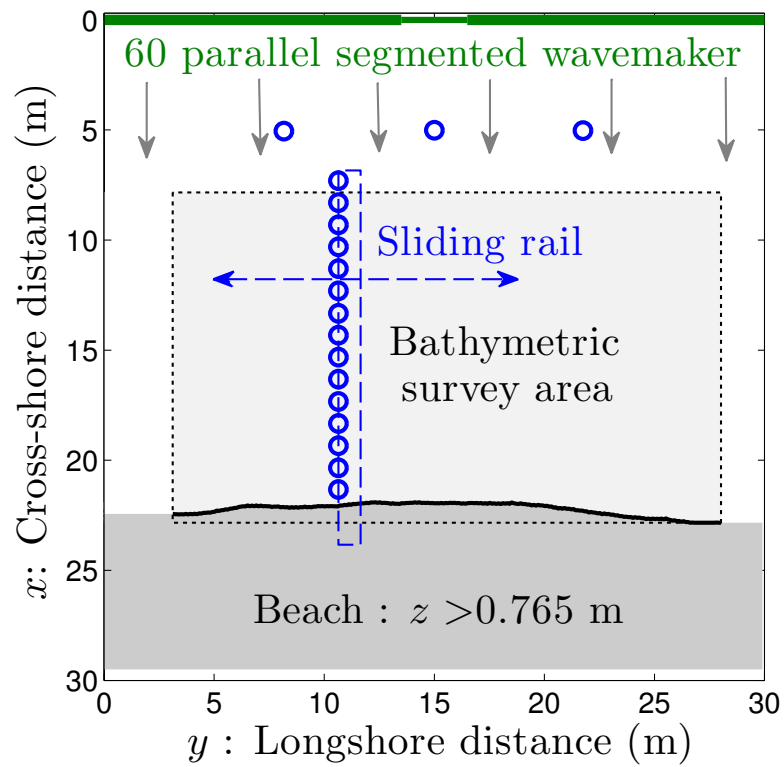 0
60 parallel segmented wavemaker
5
10
Sliding rail
15
Bathymetric
survey area
20
25
Beach : z >0.765 m
30
0 5 10 15 20 25 30
y : Longshore distance (m)
x: Cross-shore distance (m)